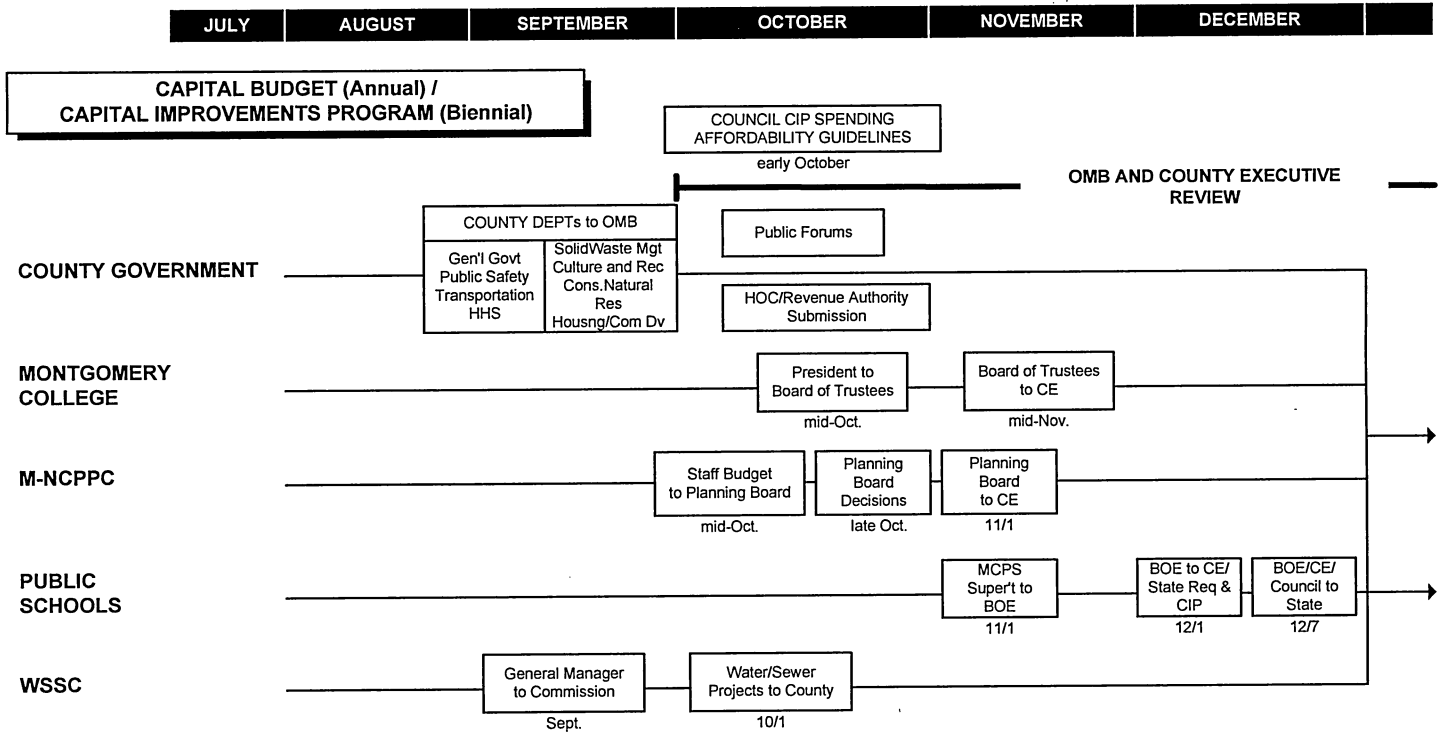 JULY AUGUST SEPTEMBER OCTOBER NOVEMBER DECEMBER
CAPITAL BUDGET (Annual) /
CAPITAL IMPROVEMENTS PROGRAM (Biennial)
COUNCIL CIP SPENDING
AFFORDABILITY GUIDELINES
early October
OMB AND COUNTY EXECUTIVE
REVIEW
COUNTY GOVERNMENT
COUNTY DEPTs to OMB
Gen'l Govt
Public Safety
Transportation
HHS
SolidWaste Mgt
Culture and Rec
Cons.Natural
Res
Housng/Com Dv
Public Forums
HOC/Revenue Authority
Submission
MONTGOMERY
COLLEGE
President to
Board of Trustees
mid-Oct.
Board of Trustees
to CE
mid-Nov.
M-NCPPC
Staff Budget
to Planning Board
mid-Oct.
Planning
Board
Decisions
late Oct.
Planning
Board
to CE
11/1
PUBLIC
SCHOOLS
MCPS
Super't to
BOE
11/1
BOE to CE/
State Req &
CIP
12/1
BOE/CE/
Council to
State
12/7
WSSC
General Manager
to Commission
Sept.
Water/Sewer
Projects to County
10/1